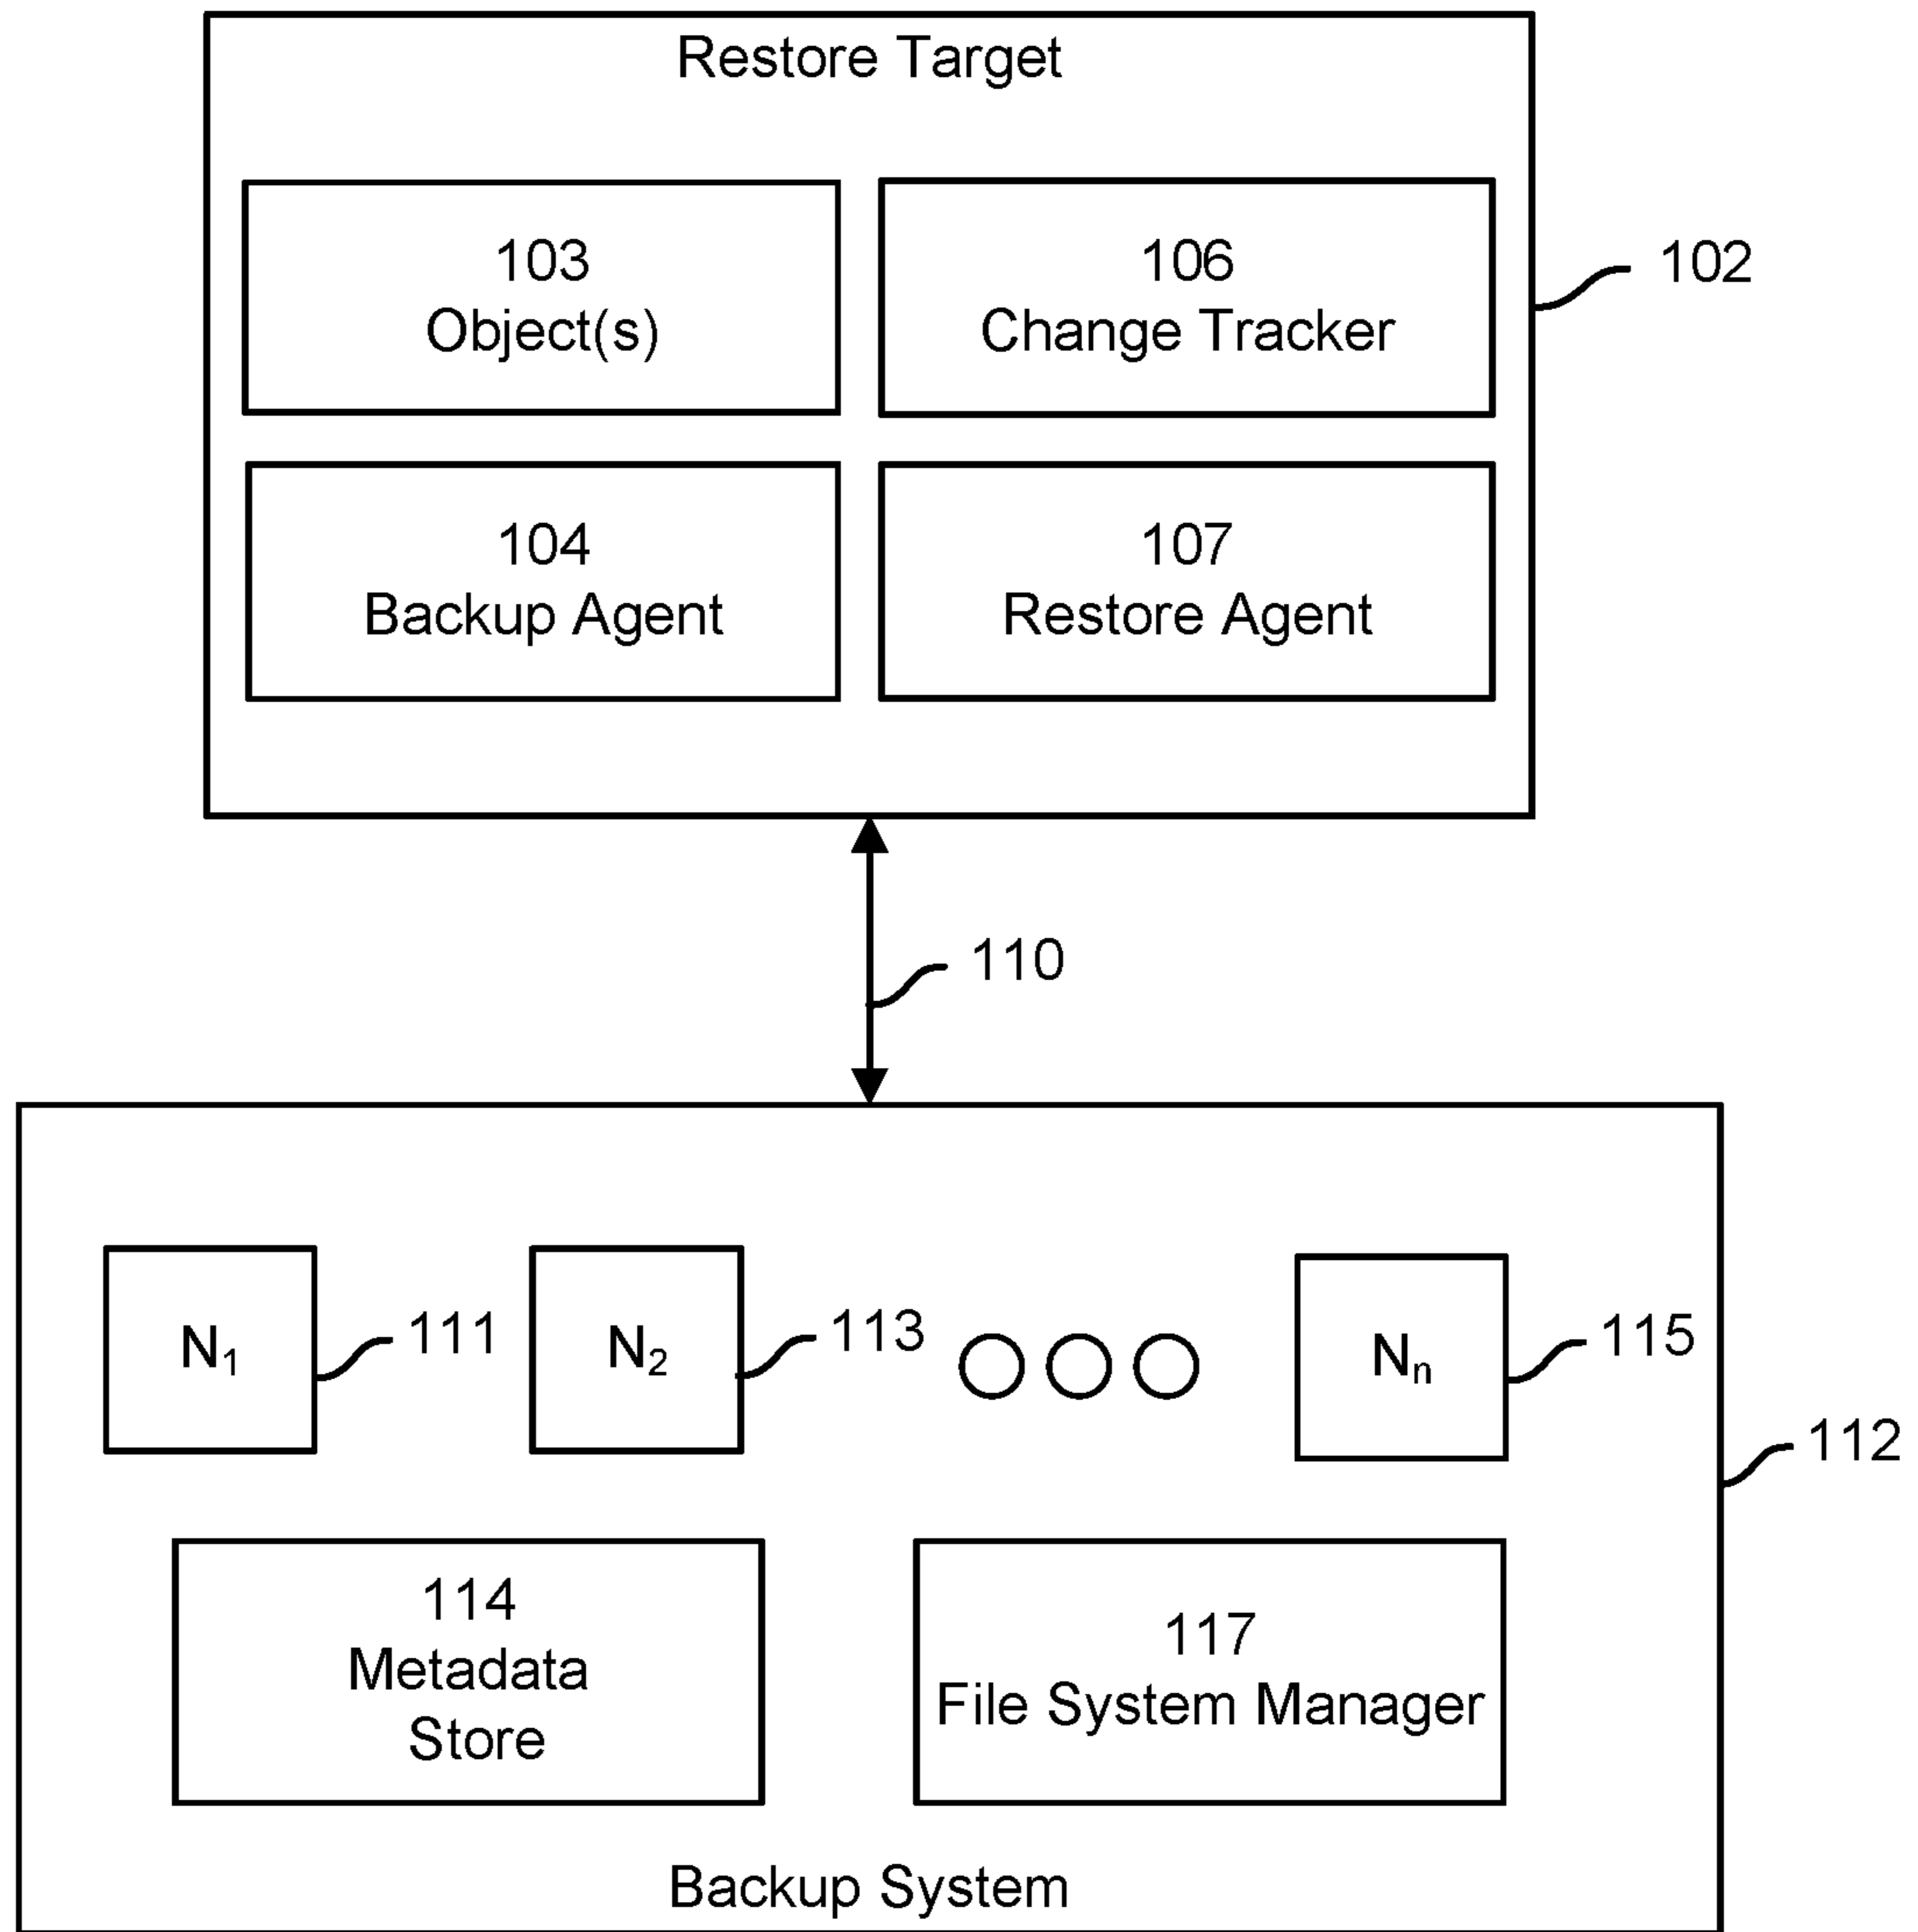 Restore Target
103
Object(s)
106
Change Tracker
102
104
Backup Agent
107
Restore Agent
110
N₁
111
N₂
113
Nₙ
115
112
114
Metadata
Store
117
File System Manager
Backup System